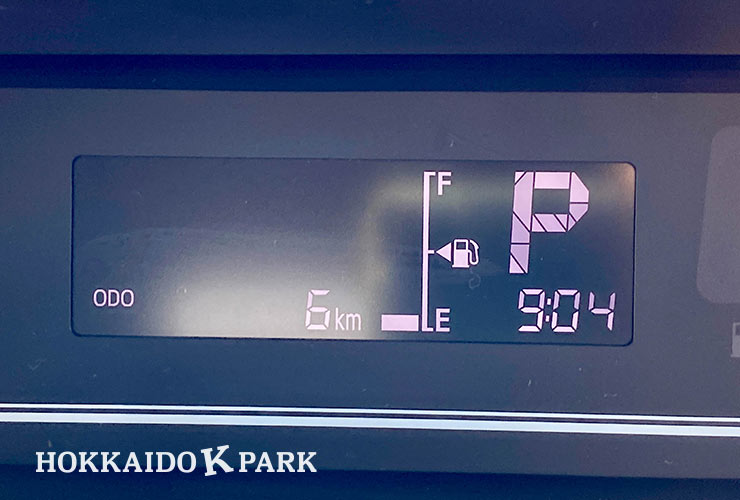 F
P
ODO 6km
E 9:04
HOKKAIDO K PARK